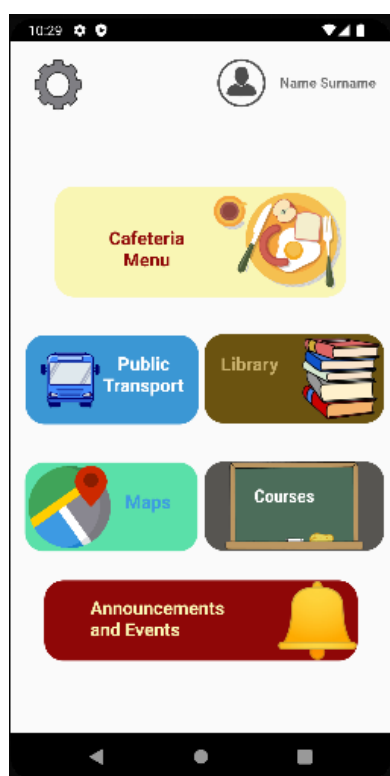 10:29
Name Surname
Cafeteria
Menu
Public
Transport
Library
Maps
Courses
Announcements
and Events